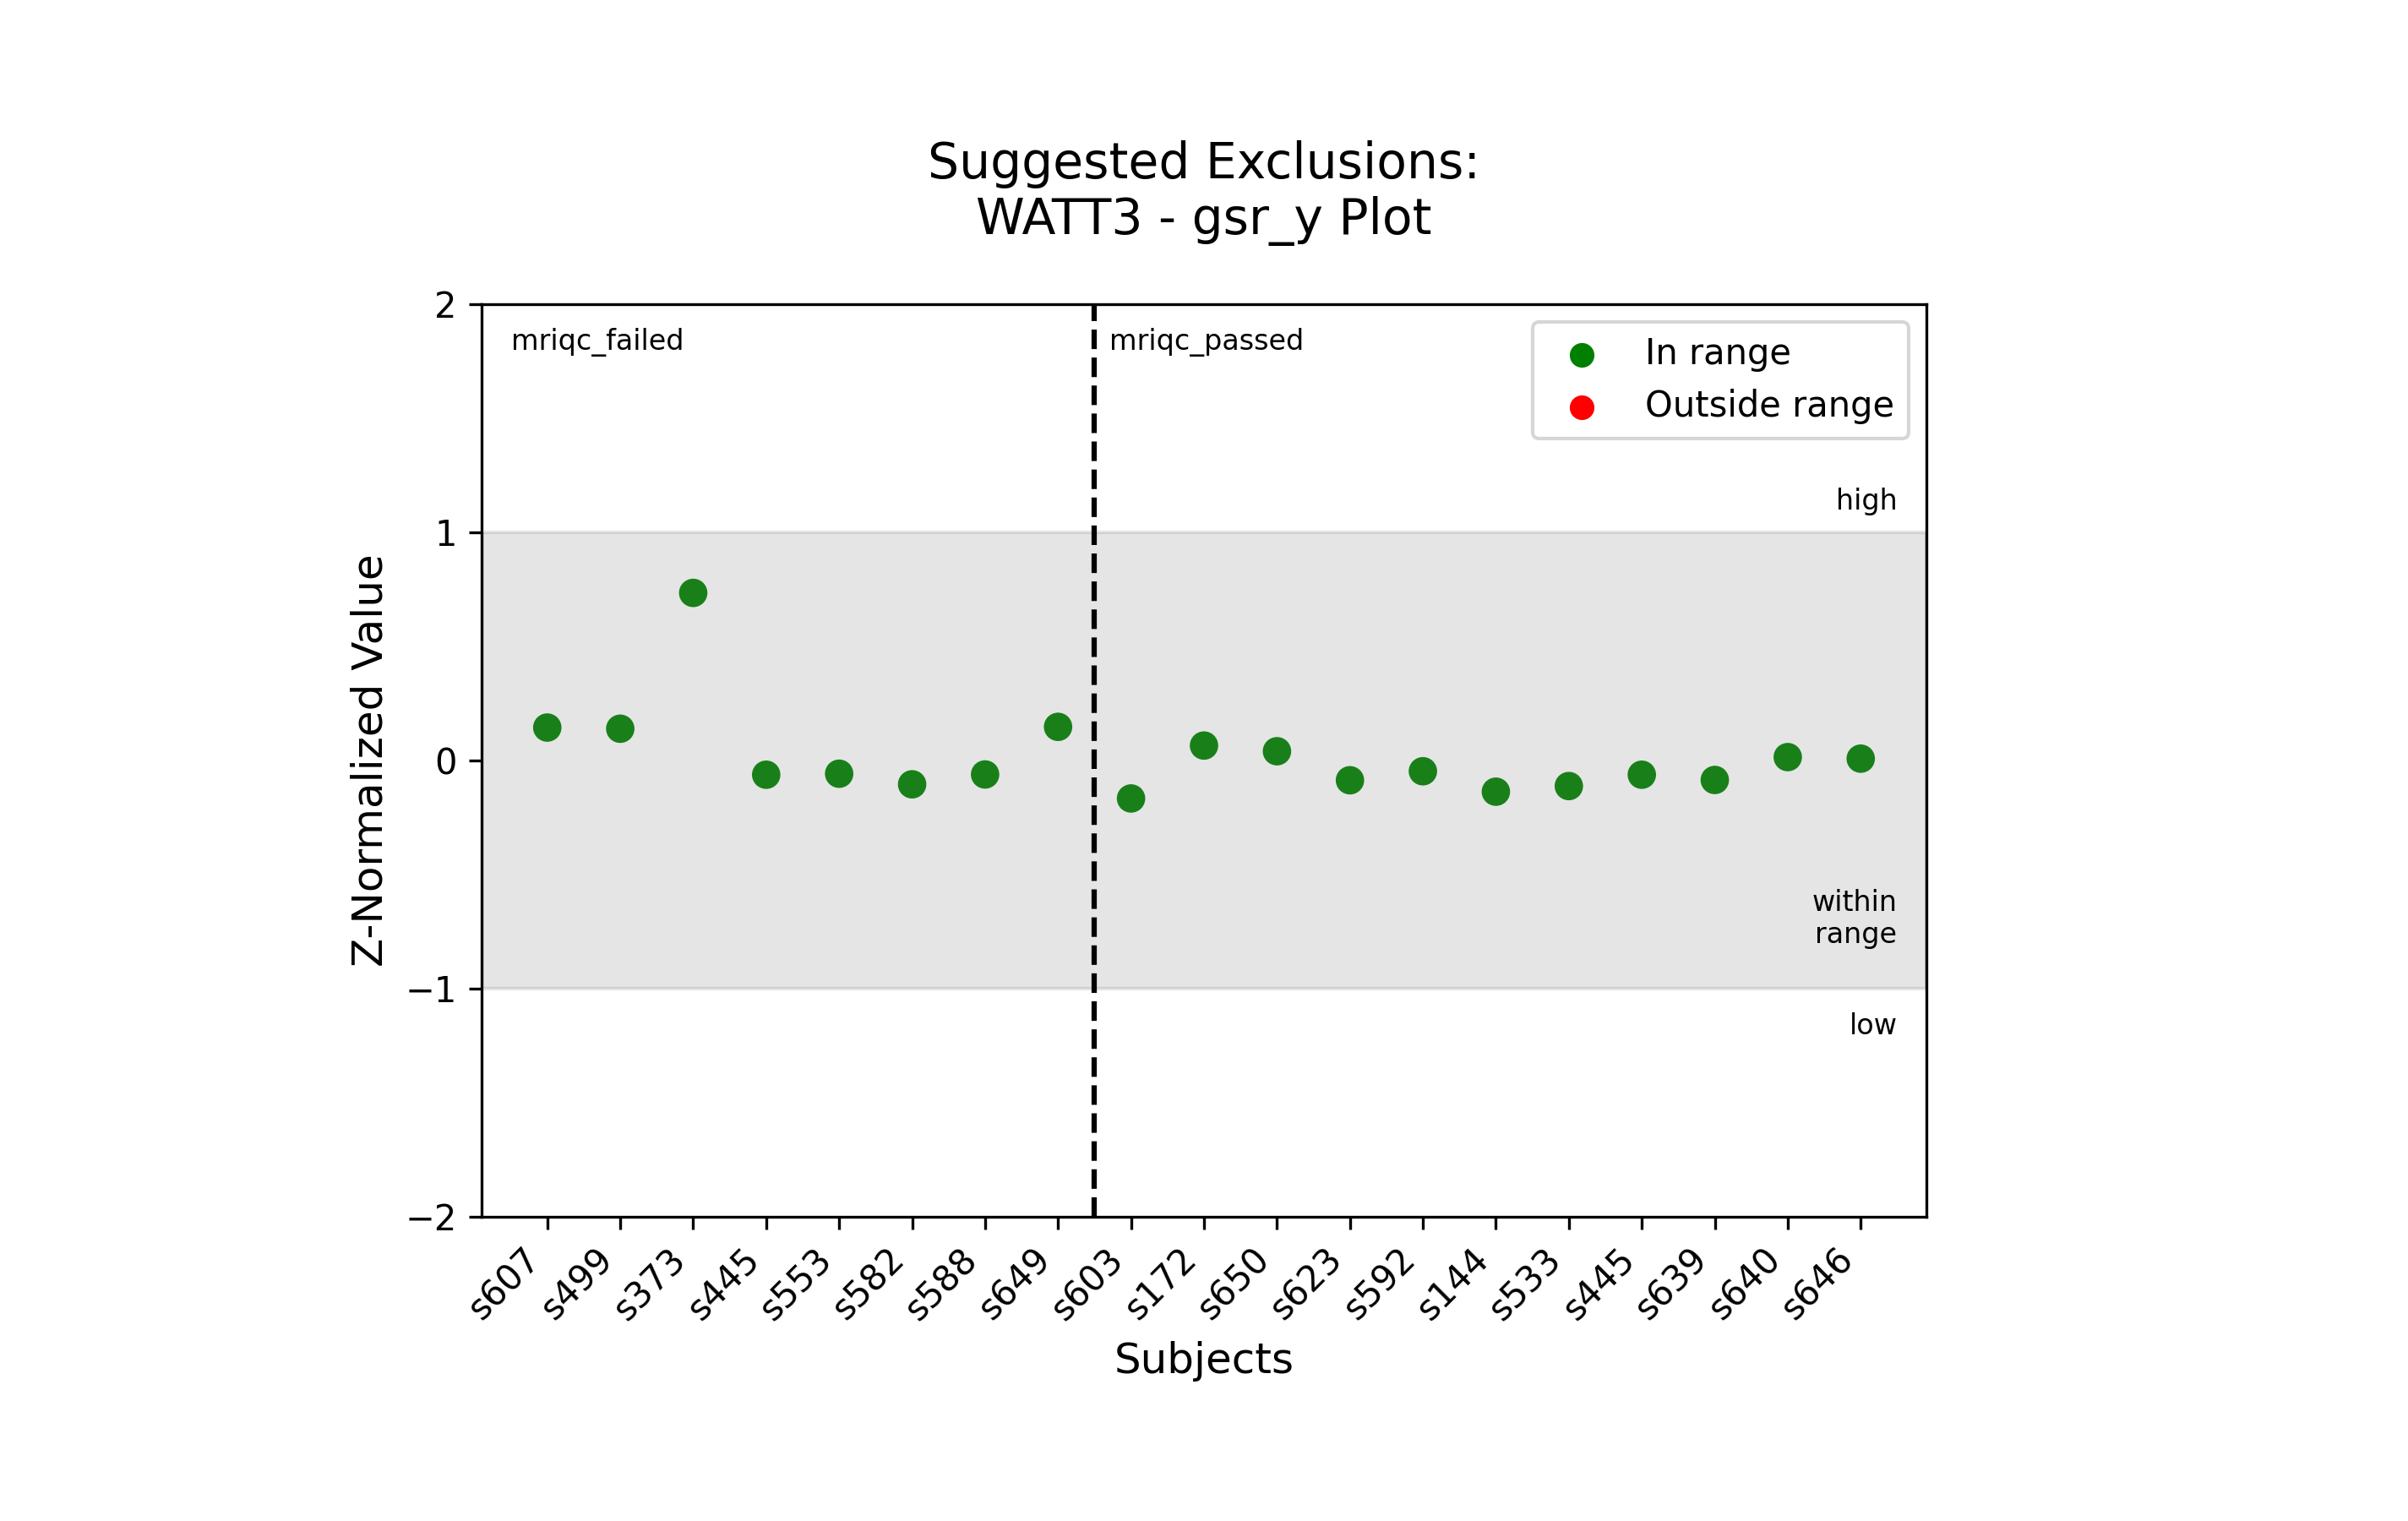 Suggested Exclusions:
WATT3 - gsr_y Plot
2
mriqc_failed
mriqc_passed
In range
Outside range
high
1
Z-Normalized Value
0
within
range
−1
low
−2
s607
s499
s373
s445
s553
s582
s588
s649
s603
s172
s650
s623
s592
s144
s533
s445
s639
s640
s646
Subjects